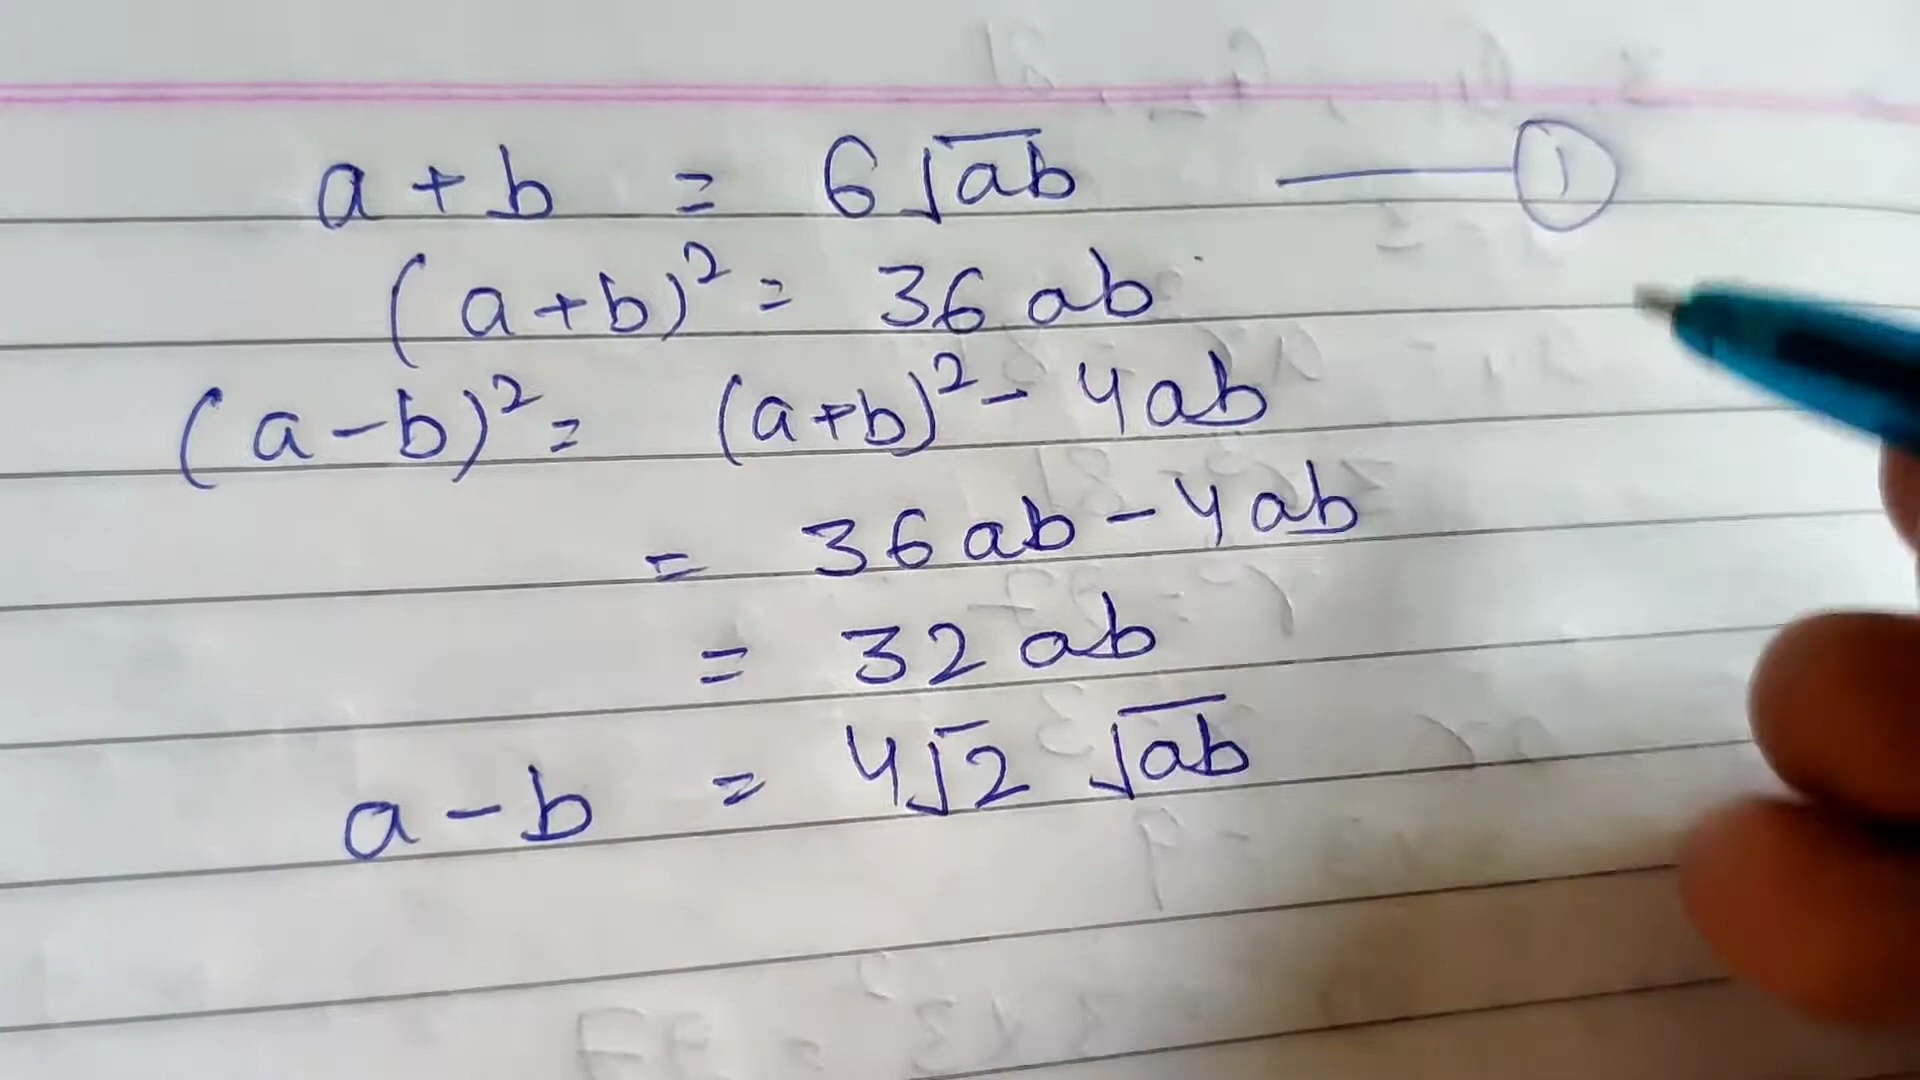 a + b = 6√ab ——— ①
(a+b)² = 36 ab
(a-b)² = (a+b)² - 4ab
= 36 ab - 4 ab
= 32 ab
a - b = 4√2 √ab